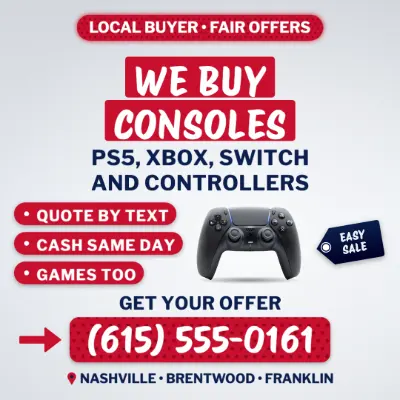 LOCAL BUYER • FAIR OFFERS
WE BUY
CONSOLES
PS5, XBOX, SWITCH
AND CONTROLLERS
• QUOTE BY TEXT
• CASH SAME DAY
• GAMES TOO
EASY
SALE
GET YOUR OFFER
(615) 555-0161
NASHVILLE • BRENTWOOD • FRANKLIN